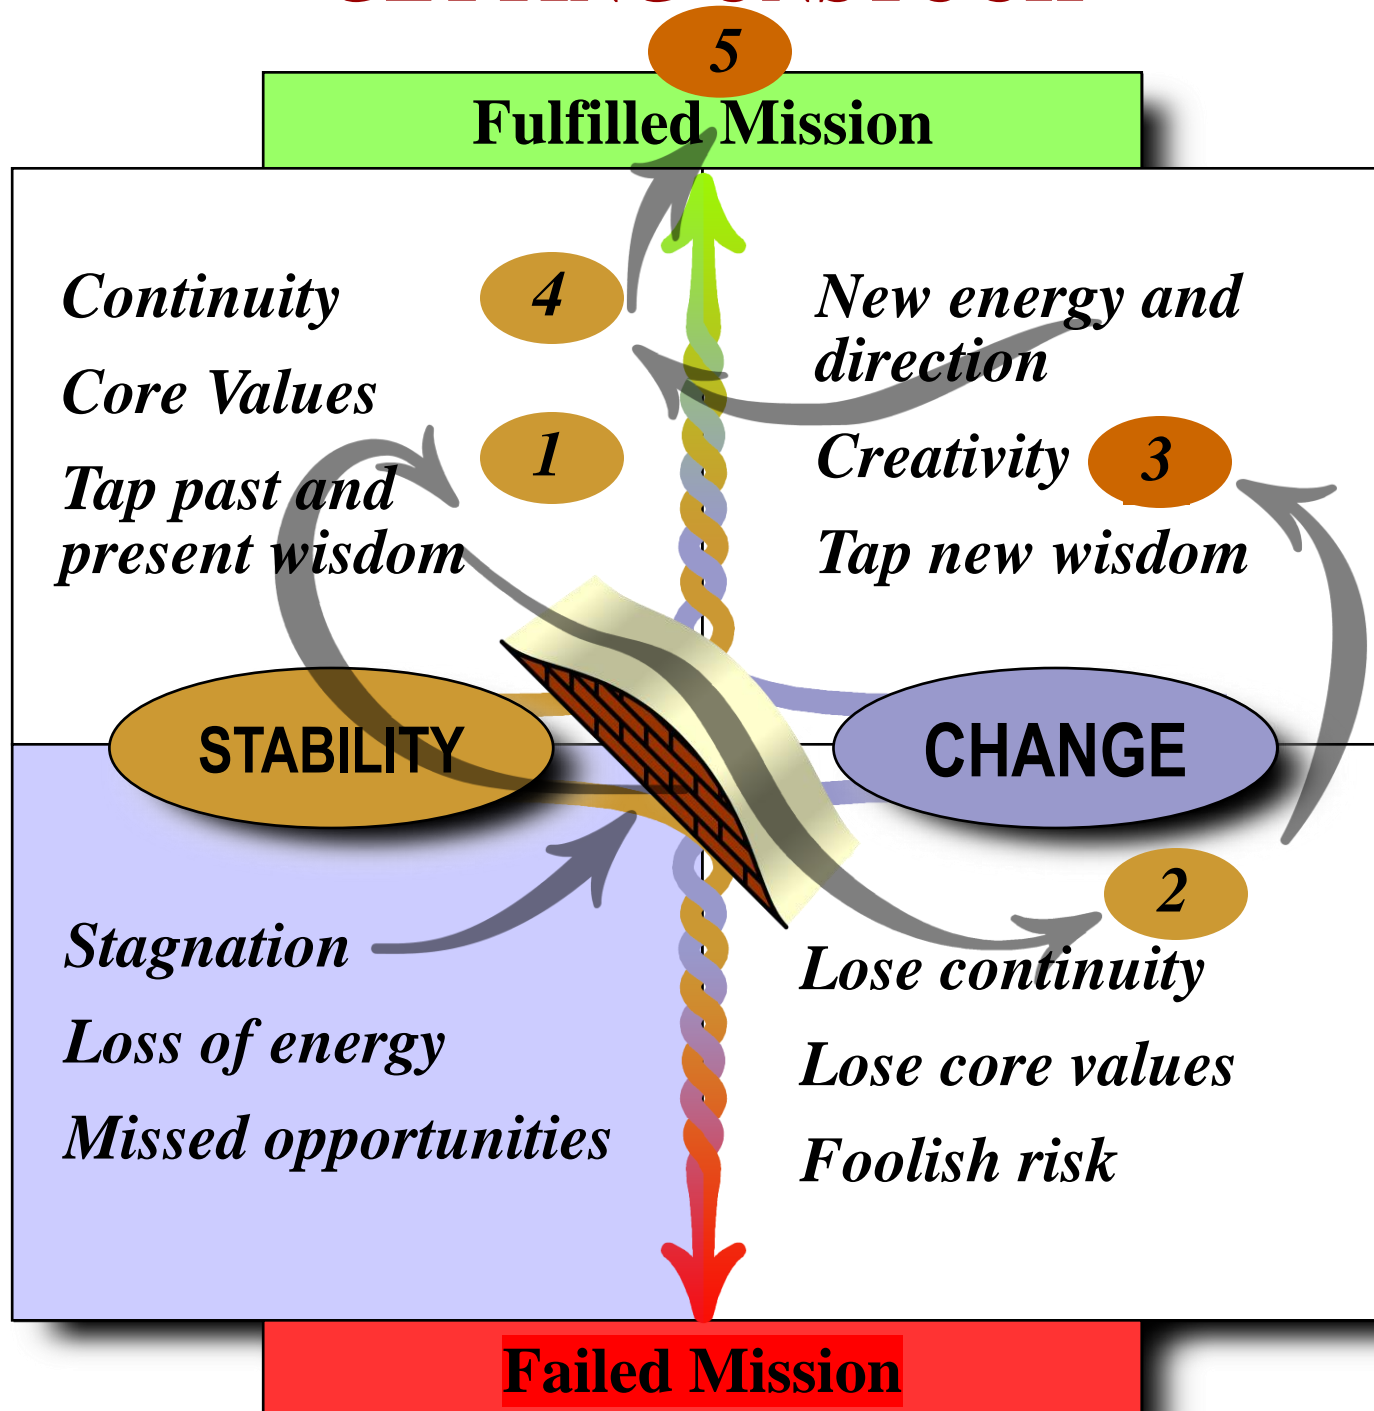 5
Fulfilled Mission
Continuity
4
Core Values
1
Tap past and
present wisdom
New energy and
direction
Creativity
3
Tap new wisdom
STABILITY
CHANGE
2
Stagnation
Loss of energy
Missed opportunities
Lose continuity
Lose core values
Foolish risk
Failed Mission